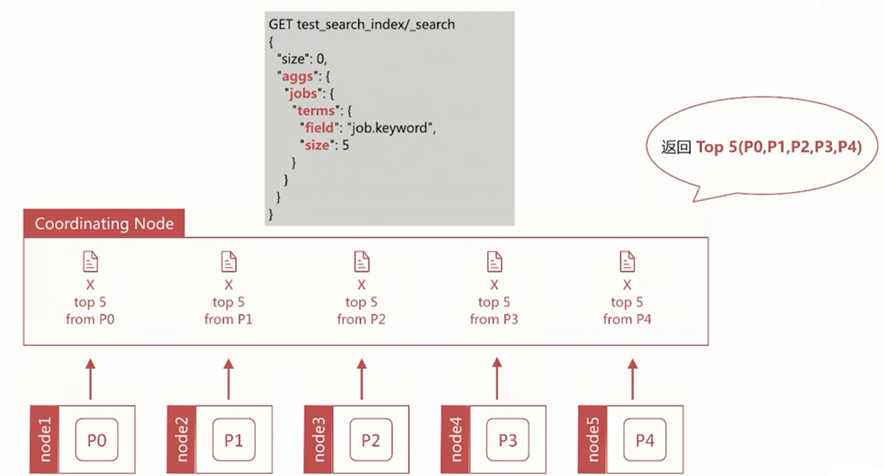 GET test_search_index/_search
{
"size": 0,
"aggs": {
"jobs": {
"terms": {
"field": "job.keyword",
"size": 5
}
}
}
}
返回 Top 5(P0,P1,P2,P3,P4)
Coordinating Node
X
top 5
from P0
X
top 5
from P1
X
top 5
from P2
X
top 5
from P3
X
top 5
from P4
node1
P0
node2
P1
node3
P2
node4
P3
node5
P4